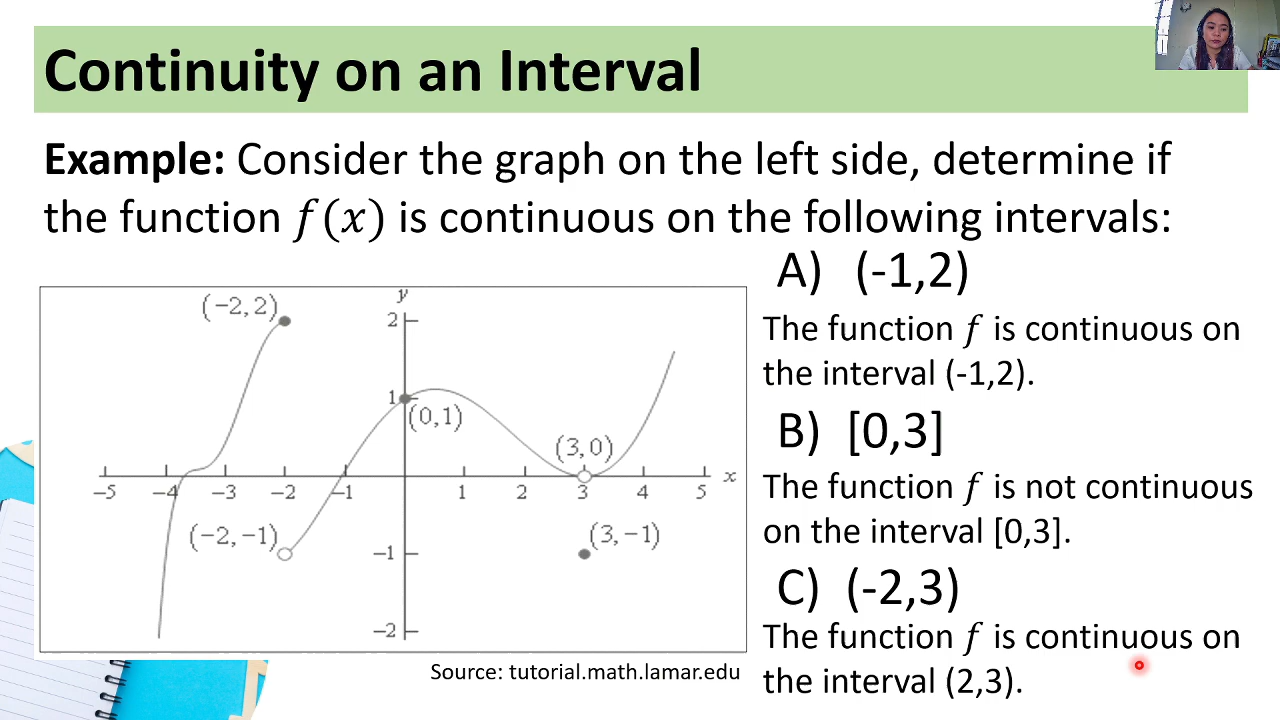 Continuity on an Interval
Example: Consider the graph on the left side, determine if
the function f(x) is continuous on the following intervals:
A) (-1,2)
The function f is continuous on
the interval (-1,2).
B) [0,3]
The function f is not continuous
on the interval [0,3].
C) (-2,3)
The function f is continuous on
the interval (2,3).
y
(−2, 2)
2
1
(0, 1)
(3, 0)
x
−5 −4 −3 −2 −1 1 2 3 4 5
(−2, −1)
(3, −1)
−1
−2
Source: tutorial.math.lamar.edu